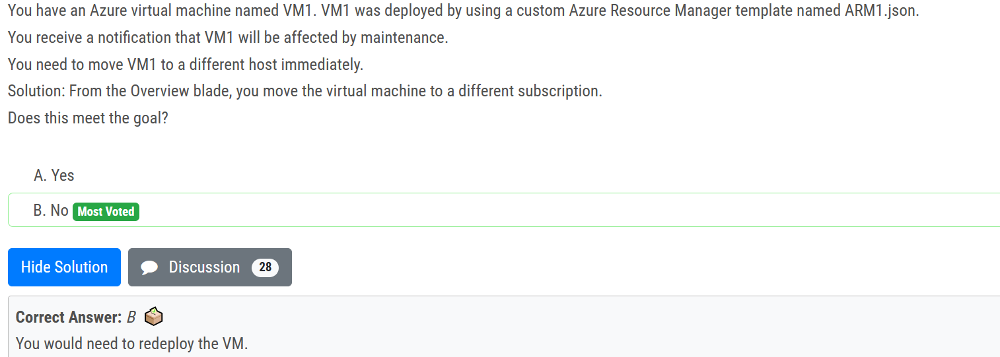 You have an Azure virtual machine named VM1. VM1 was deployed by using a custom Azure Resource Manager template named ARM1.json.
You receive a notification that VM1 will be affected by maintenance.
You need to move VM1 to a different host immediately.
Solution: From the Overview blade, you move the virtual machine to a different subscription.
Does this meet the goal?
A. Yes
B. No Most Voted
Hide Solution Discussion 28
Correct Answer: B
You would need to redeploy the VM.